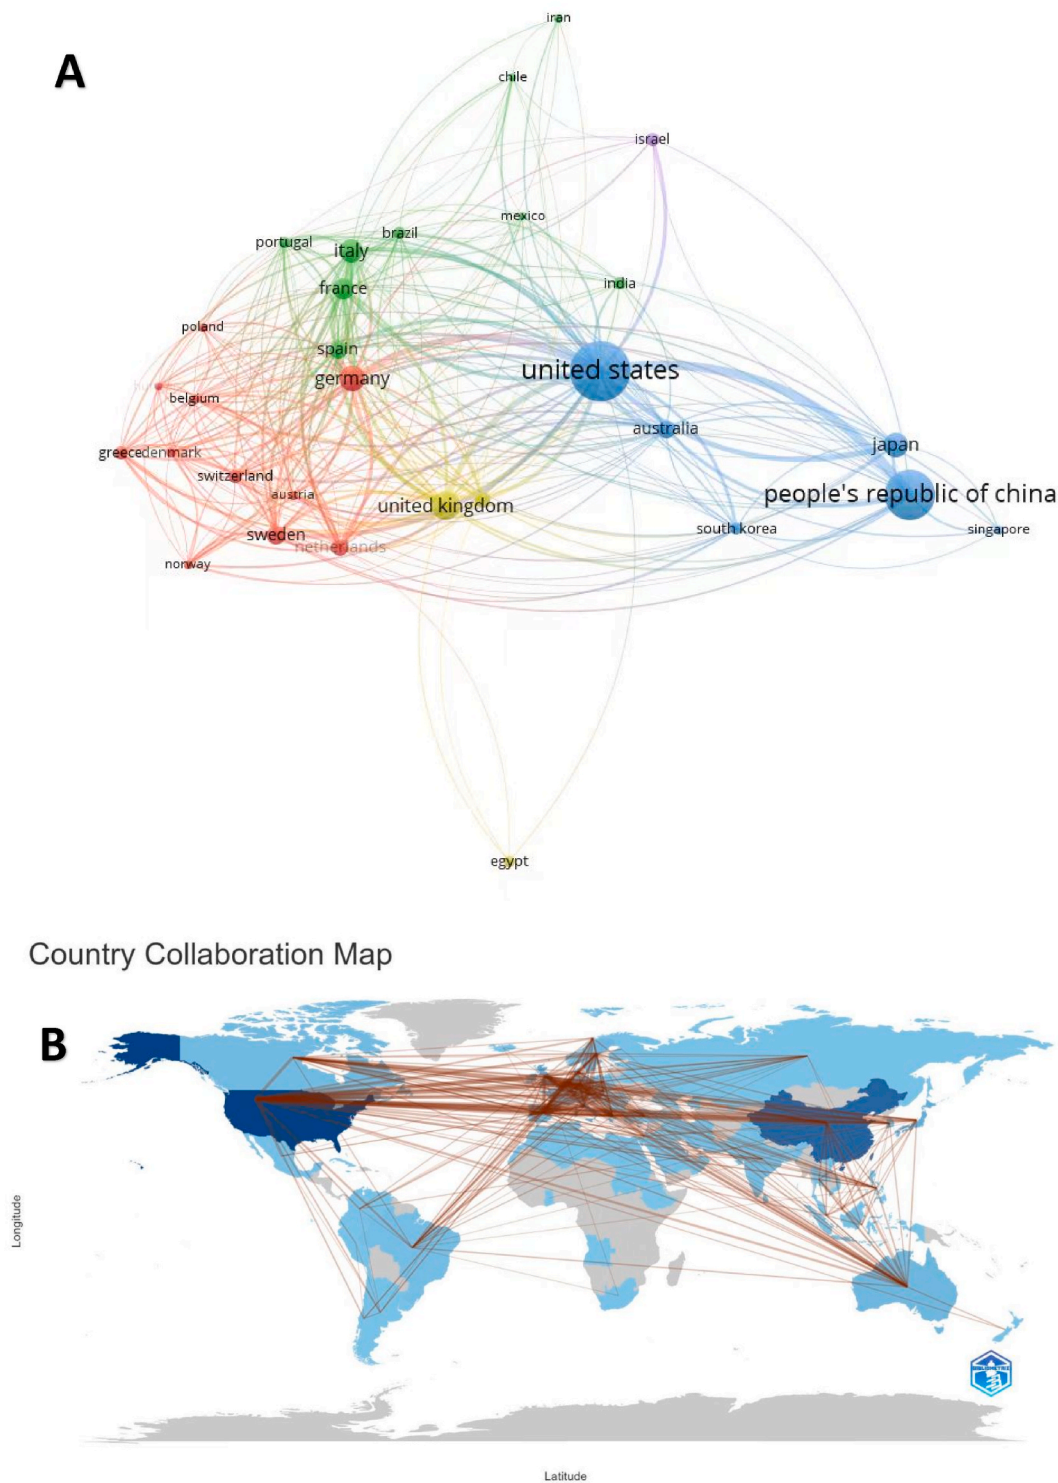 A
iran
chile
israel
mexico
brazil
portugal
italy
india
france
poland
spain
united states
germany
belgium
australia
japan
greece
denmark
switzerland
people's republic of china
austria
united kingdom
south korea
singapore
sweden
netherlands
norway
egypt
Country Collaboration Map
B
Longitude
BIBLIOMETRIX
Latitude